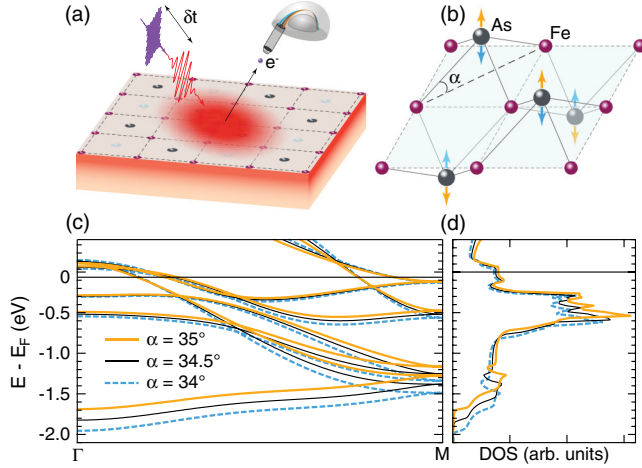 (a)
δt
e-
(b)
As
Fe
α
(c)
E - EF (eV)
0
-0.5
-1.0
-1.5
-2.0
α = 35°
α = 34.5°
α = 34°
Γ
M
(d)
DOS (arb. units)